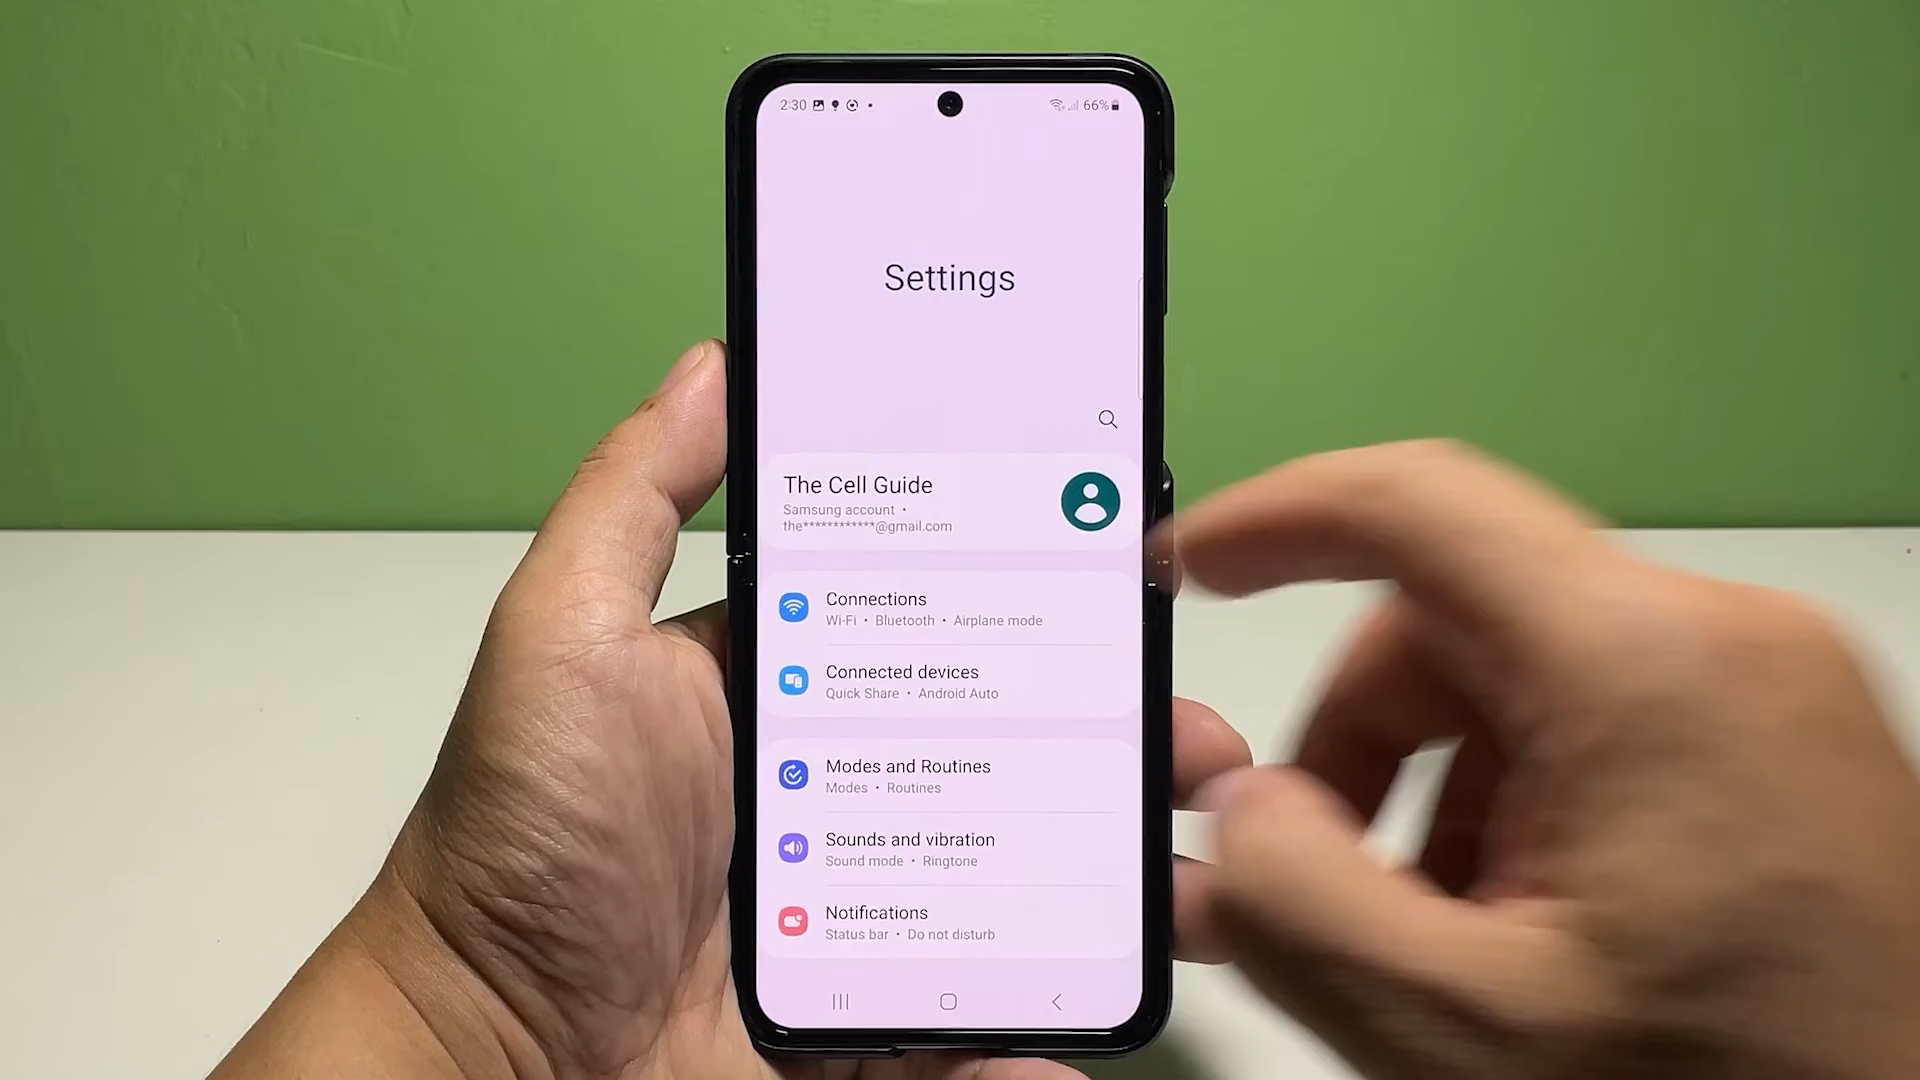 2:30
66%
Settings
The Cell Guide
Samsung account •
the************@gmail.com
Connections
Wi-Fi • Bluetooth • Airplane mode
Connected devices
Quick Share • Android Auto
Modes and Routines
Modes • Routines
Sounds and vibration
Sound mode • Ringtone
Notifications
Status bar • Do not disturb